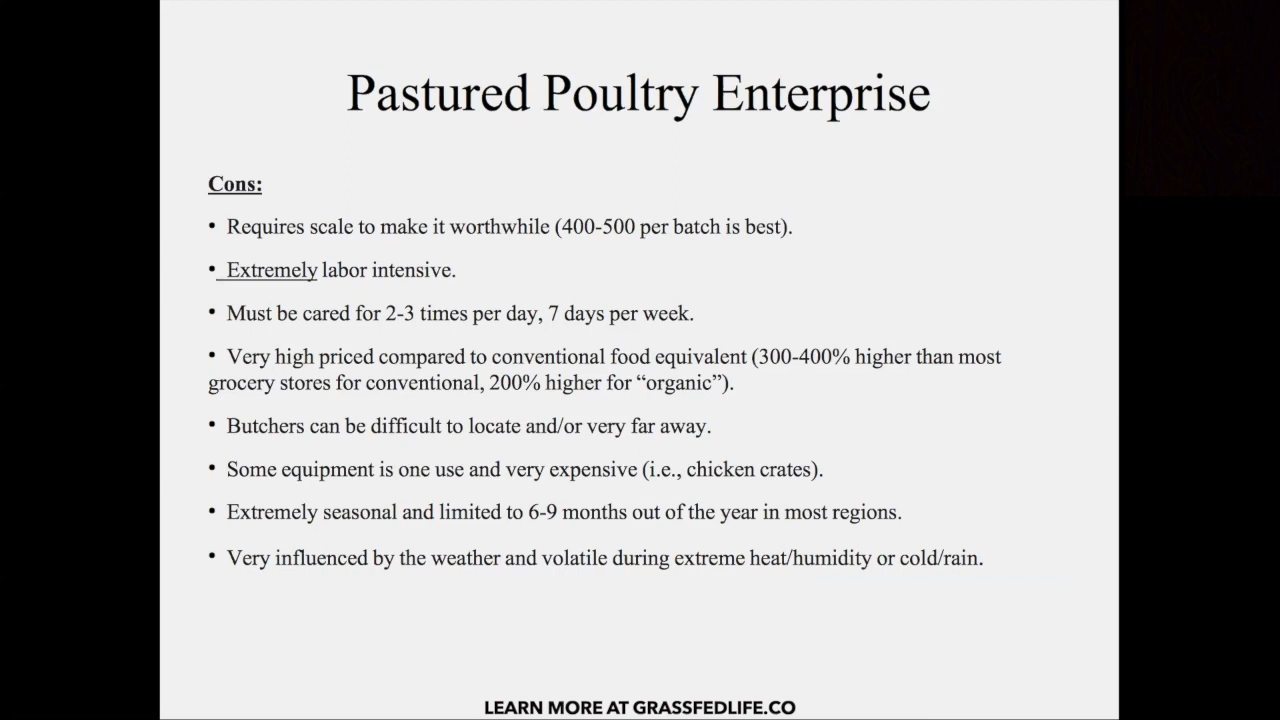 Pastured Poultry Enterprise
Cons:
• Requires scale to make it worthwhile (400-500 per batch is best).
• Extremely labor intensive.
• Must be cared for 2-3 times per day, 7 days per week.
• Very high priced compared to conventional food equivalent (300-400% higher than most
grocery stores for conventional, 200% higher for “organic”).
• Butchers can be difficult to locate and/or very far away.
• Some equipment is one use and very expensive (i.e., chicken crates).
• Extremely seasonal and limited to 6-9 months out of the year in most regions.
• Very influenced by the weather and volatile during extreme heat/humidity or cold/rain.
LEARN MORE AT GRASSFEDLIFE.CO